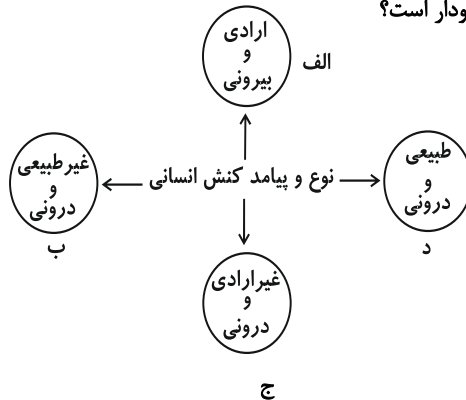 ودار است؟
ارادی
و
بیرونی
الف
طبیعی
و
درونی
د
نوع و پیامد کنش انسانی
غیرطبیعی
و
درونی
ب
غیرارادی
و
درونی
ج